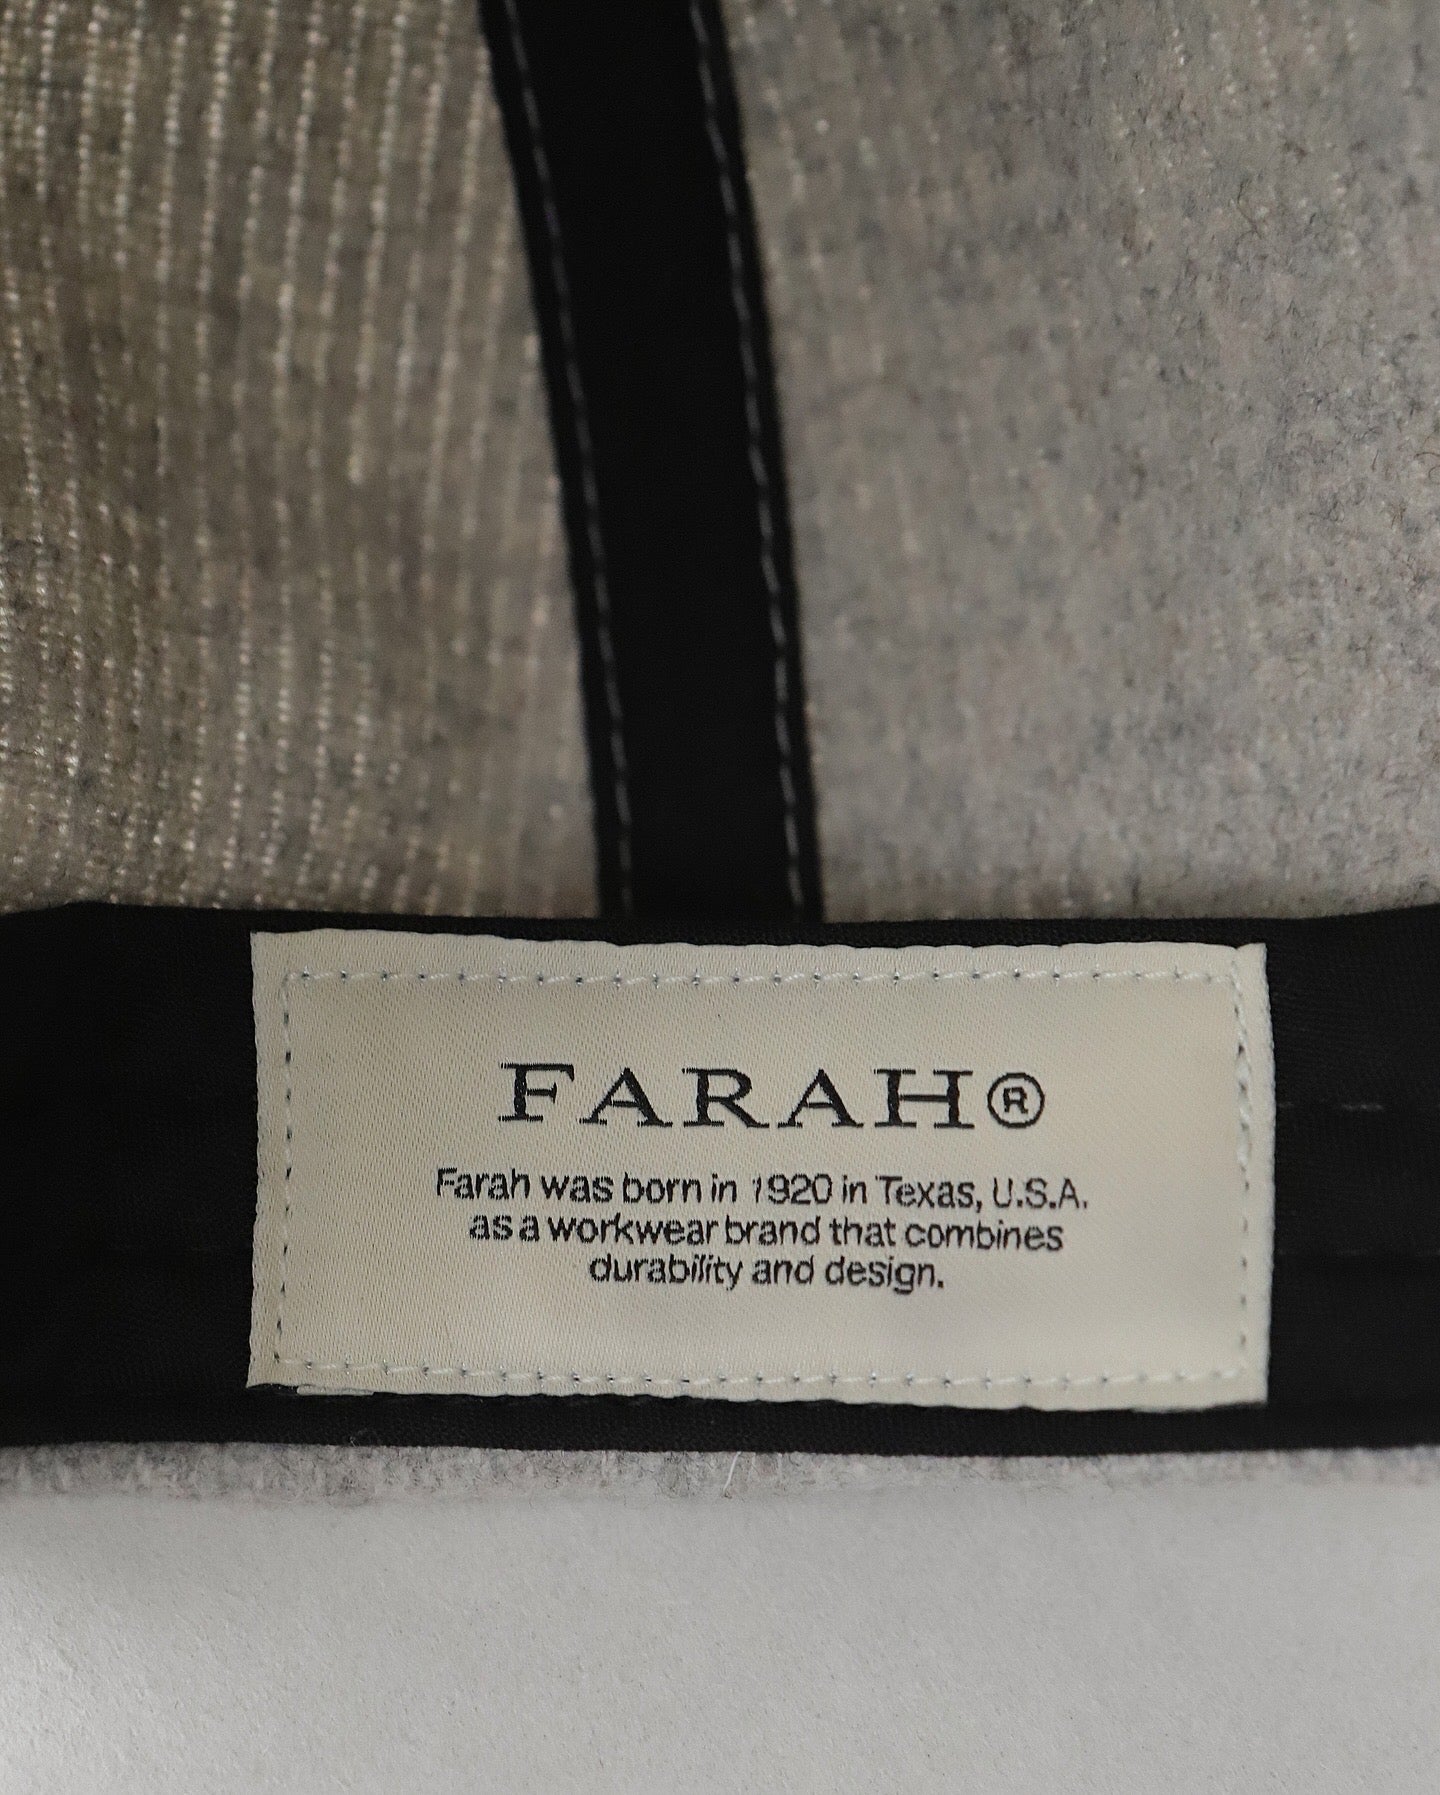 FARAH®
Farah was born in 1920 in Texas, U.S.A.
as a workwear brand that combines
durability and design.